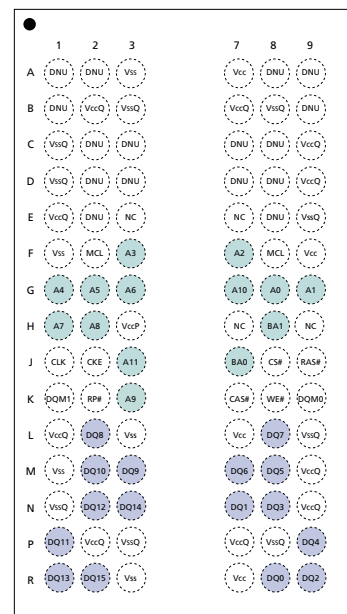 1 2 3 7 8 9
A DNU DNU Vss Vcc DNU DNU
B DNU VccQ VssQ VccQ VssQ DNU
C VssQ DNU DNU DNU DNU VccQ
D VssQ DNU DNU DNU DNU VccQ
E VccQ DNU NC NC DNU VssQ
F Vss MCL A3 A2 MCL Vcc
G A4 A5 A6 A10 A0 A1
H A7 A8 VccP NC BA1 NC
J CLK CKE A11 BA0 CS# RAS#
K DQM1 RP# A9 CAS# WE# DQM0
L VccQ DQ8 Vss Vcc DQ7 VssQ
M Vss DQ10 DQ9 DQ6 DQ5 VccQ
N VssQ DQ12 DQ14 DQ1 DQ3 VccQ
P DQ11 VccQ VssQ VccQ VssQ DQ4
R DQ13 DQ15 Vss Vcc DQ0 DQ2